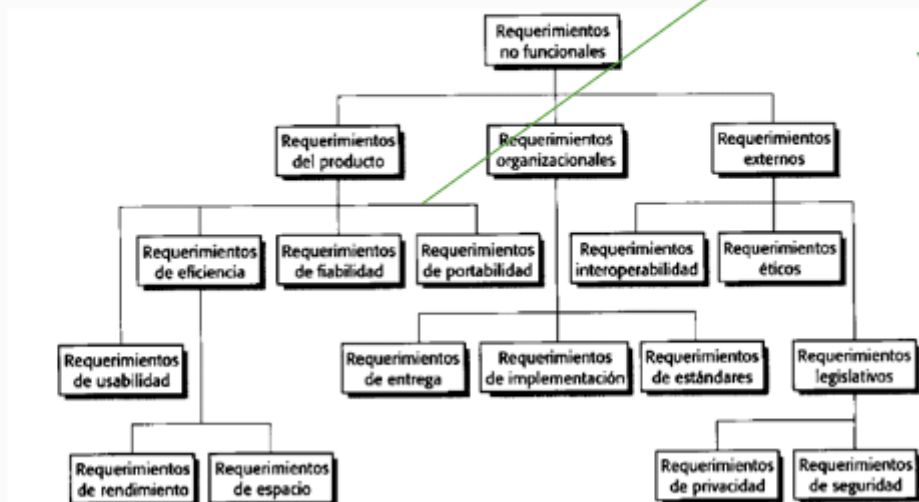 Requerimientos
no funcionales
Requerimientos
del producto
Requerimientos
organizacionales
Requerimientos
externos
Requerimientos
de eficiencia
Requerimientos
de fiabilidad
Requerimientos
de portabilidad
Requerimientos
interoperabilidad
Requerimientos
éticos
Requerimientos
de usabilidad
Requerimientos
de entrega
Requerimientos
de implementación
Requerimientos
de estándares
Requerimientos
legislativos
Requerimientos
de rendimiento
Requerimientos
de espacio
Requerimientos
de privacidad
Requerimientos
de seguridad